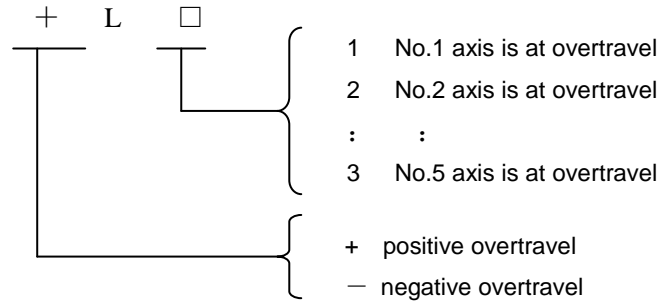 + L □
1 No.1 axis is at overtravel
2 No.2 axis is at overtravel
: :
3 No.5 axis is at overtravel
+ positive overtravel
— negative overtravel